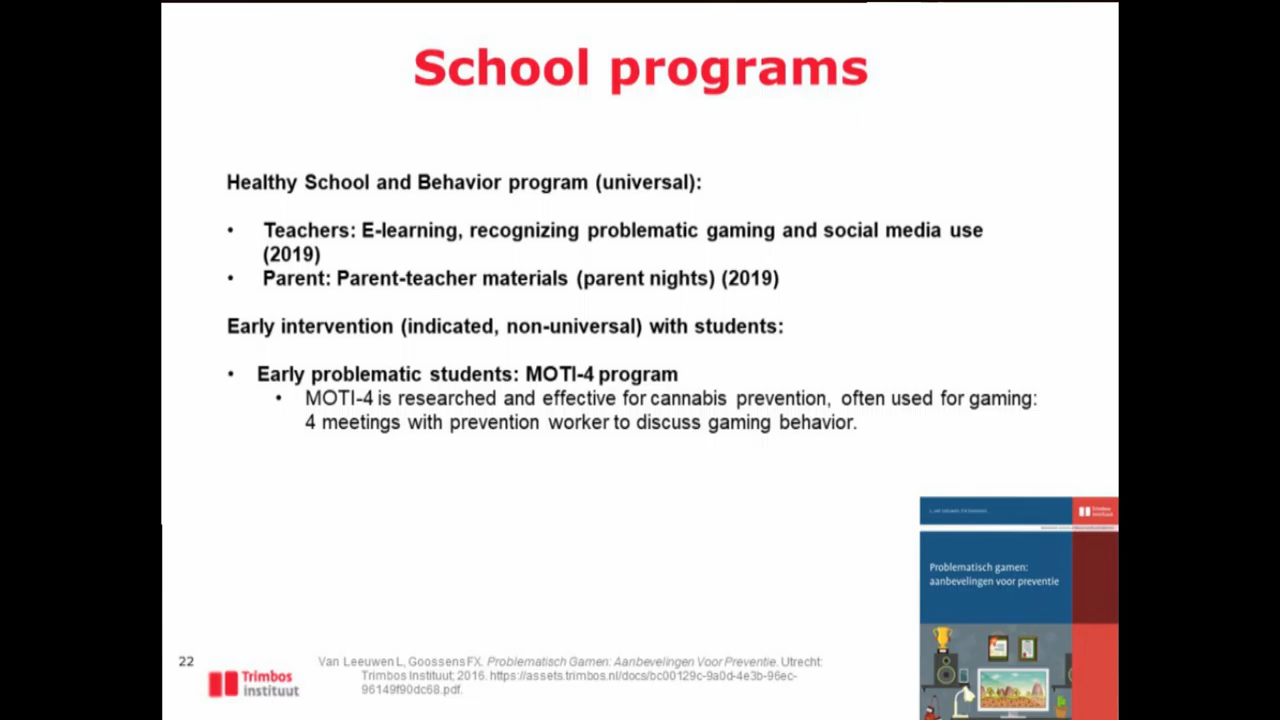 School programs
Healthy School and Behavior program (universal):
• Teachers: E-learning, recognizing problematic gaming and social media use
(2019)
• Parent: Parent-teacher materials (parent nights) (2019)
Early intervention (indicated, non-universal) with students:
• Early problematic students: MOTI-4 program
• MOTI-4 is researched and effective for cannabis prevention, often used for gaming:
4 meetings with prevention worker to discuss gaming behavior.
Trimbos
instituut
Problematisch gamen:
aanbevelingen voor preventie
22
Trimbos
instituut
Van Leeuwen L, Goossens FX. Problematisch Gamen: Aanbevelingen Voor Preventie. Utrecht:
Trimbos Instituut; 2016. https://assets.trimbos.nl/docs/bc00129c-9a0d-4e3b-96ec-
96149f90dc68.pdf.